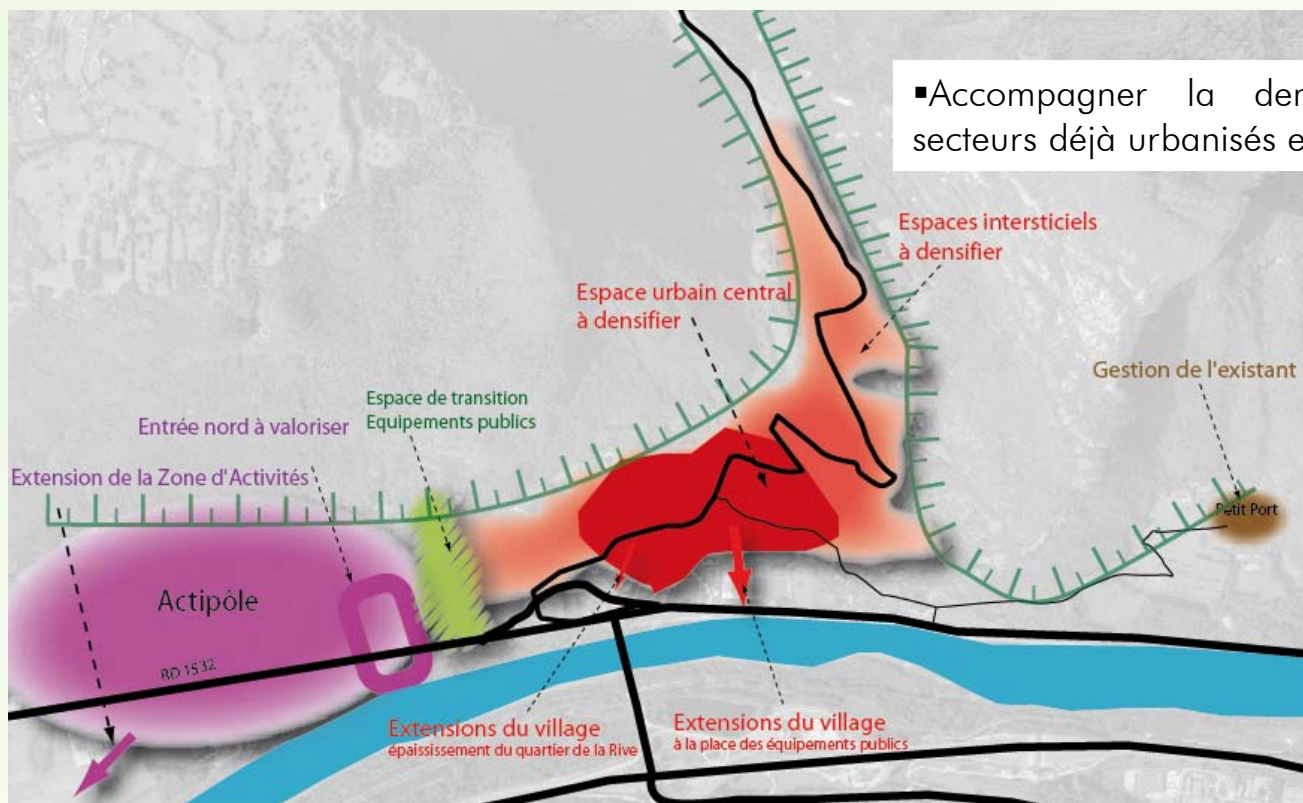 ▪Accompagner la
secteurs déjà urbanisés
Espaces intersticiels
à densifier
Espace urbain central
à densifier
Gestion de l'existant
Espace de transition
Equipements publics
Entrée nord à valoriser
Extension de la Zone d'Activités
Petit Port
Actipôle
RD 1532
Extensions du village
épaississement du quartier de la Rive
Extensions du village
à la place des équipements publics